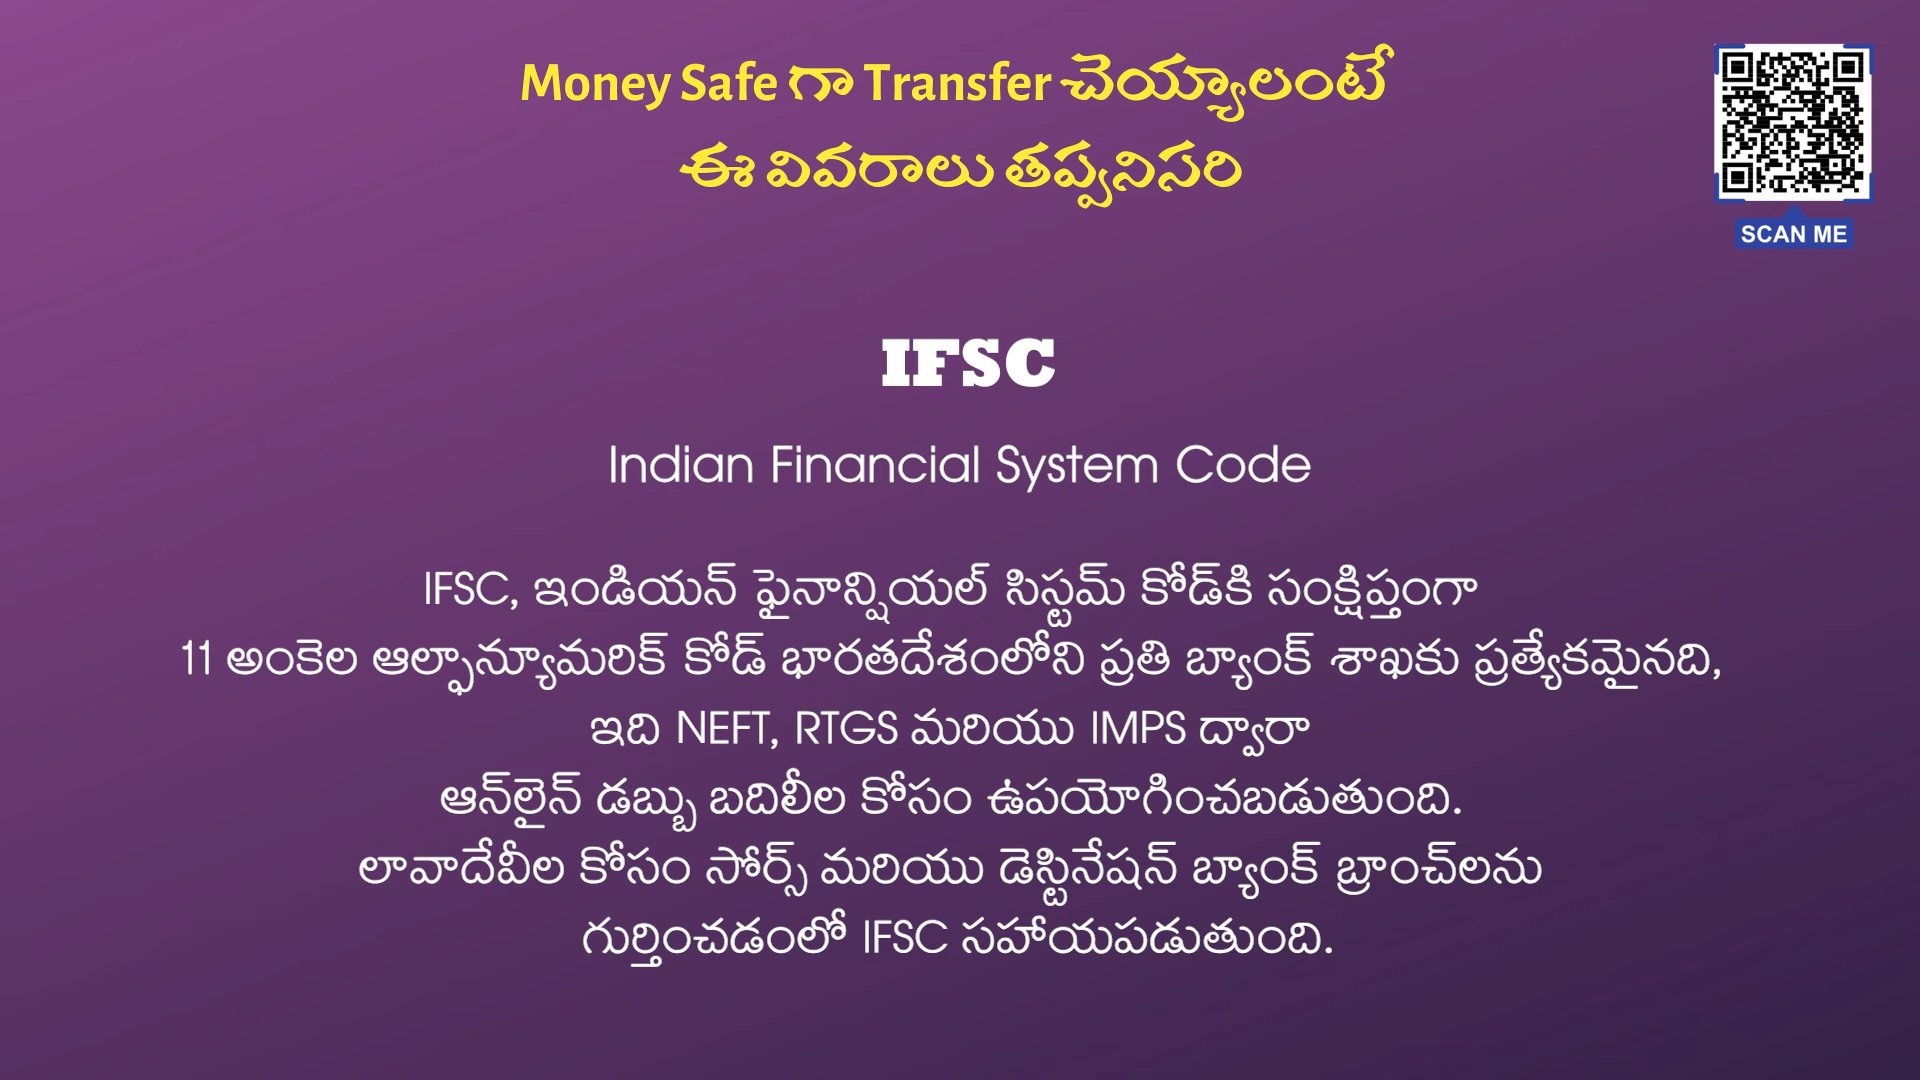 Money Safe గా Transfer చెయ్యాలంటే
ఈ వివరాలు తప్పనిసరి
SCAN ME
IFSC
Indian Financial System Code
IFSC, ఇండియన్ ఫైనాన్షియల్ సిస్టమ్ కోడ్‌కి సంక్షిప్తంగా
11 అంకెల ఆల్ఫాన్యూమరిక్ కోడ్ భారతదేశంలోని ప్రతి బ్యాంక్ శాఖకు ప్రత్యేకమైనది,
ఇది NEFT, RTGS మరియు IMPS ద్వారా
ఆన్‌లైన్ డబ్బు బదిలీల కోసం ఉపయోగించబడుతుంది.
లావాదేవీల కోసం సోర్స్ మరియు డెస్టినేషన్ బ్యాంక్ బ్రాంచ్‌లను
గుర్తించడంలో IFSC సహాయపడుతుంది.